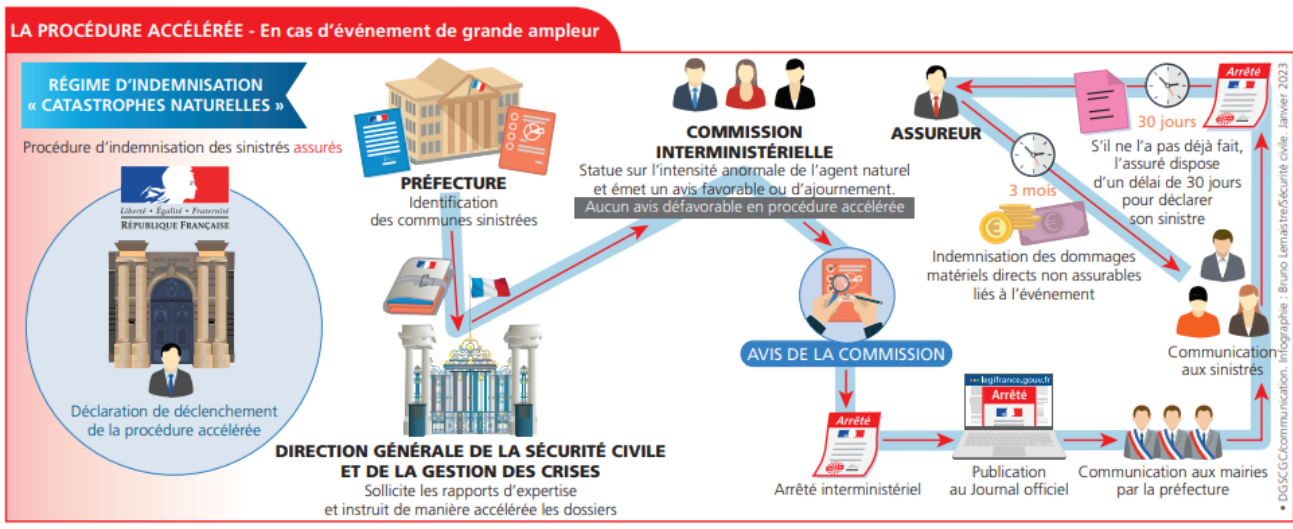 LA PROCÉDURE ACCÉLÉRÉE - En cas d’événement de grande ampleur
RÉGIME D’INDEMNISATION
« CATASTROPHES NATURELLES »
Procédure d’indemnisation des sinistrés assurés
Liberté • Égalité • Fraternité
RÉPUBLIQUE FRANÇAISE
Déclaration de déclenchement
de la procédure accélérée
PRÉFECTURE
Identification
des communes sinistrées
DIRECTION GÉNÉRALE DE LA SÉCURITÉ CIVILE
ET DE LA GESTION DES CRISES
Sollicite les rapports d’expertise
et instruit de manière accélérée les dossiers
COMMISSION
INTERMINISTÉRIELLE
Statue sur l’intensité anormale de l’agent naturel
et émet un avis favorable ou d’ajournement.
Aucun avis défavorable en procédure accélérée
AVIS DE LA COMMISSION
Arrêté
Arrêté interministériel
legifrance.gouv.fr
Arrêté
Publication
au Journal officiel
Communication aux mairies
par la préfecture
Communication
aux sinistrés
Arrêté
30 jours
S’il ne l’a pas déjà fait,
l’assuré dispose
d’un délai de 30 jours
pour déclarer
son sinistre
ASSUREUR
3 mois
Indemnisation des dommages
matériels directs non assurables
liés à l’événement
• DGSCGC/communication. Infographie : Bruno Lemaistre/Sécurité civile. Janvier 2023